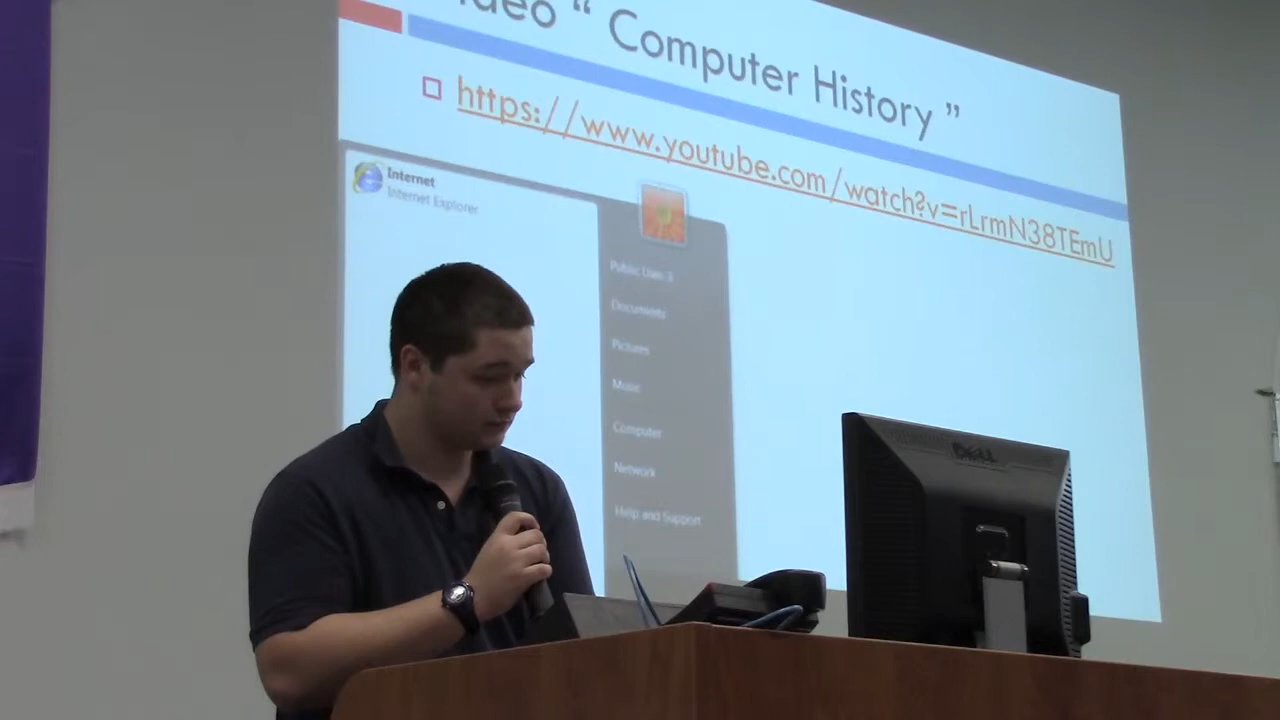 “ Computer History ”
https://www.youtube.com/watch?v=rLrmN38TEmU
Internet
Internet Explorer
Public User 3
Documents
Pictures
Music
Computer
Network
Help and Support
DELL